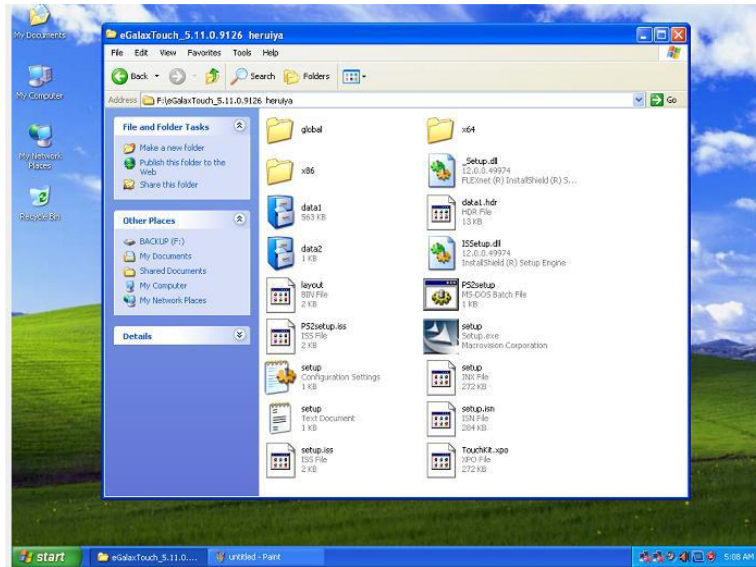 My Documents
My Computer
My Network
Places
Recycle Bin
eGalaxTouch_5.11.0.9126 heruiya
File Edit View Favorites Tools Help
Back Search Folders
Address F:\eGalaxTouch_5.11.0.9126 heruiya Go
File and Folder Tasks
Make a new folder
Publish this folder to the
Web
Share this folder
Other Places
BACKUP (F:)
My Documents
Shared Documents
My Computer
My Network Places
Details
global
x64
x86
_Setup.dll
12.0.0.49974
FLEXnet (R) InstallShield (R) S...
data1
563 KB
data1.hdr
HDR File
13 KB
data2
1 KB
ISSetup.dll
12.0.0.49974
InstallShield (R) Setup Engine
layout
BIN File
2 KB
PS2setup
MS-DOS Batch File
1 KB
PS2setup.iss
ISS File
2 KB
setup
Setup.exe
Macrovision Corporation
setup
Configuration Settings
1 KB
setup
INX File
272 KB
setup
Text Document
1 KB
setup.isn
ISN File
284 KB
setup.iss
ISS File
2 KB
TouchKit.xpo
XPO File
272 KB
start
eGalaxTouch_5.11.0....
untitled - Paint
5:08 AM